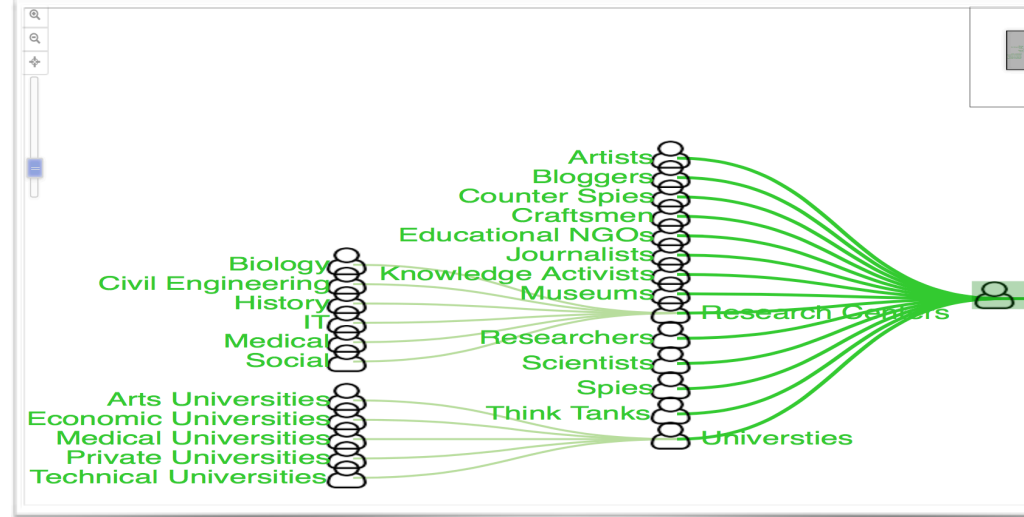 Artists
Bloggers
Counter Spies
Craftsmen
Educational NGOs
Journalists
Knowledge Activists
Museums
Research Centers
Researchers
Scientists
Spies
Think Tanks
Universties
Biology
Civil Engineering
History
IT
Medical
Social
Arts Universities
Economic Universities
Medical Universities
Private Universities
Technical Universities